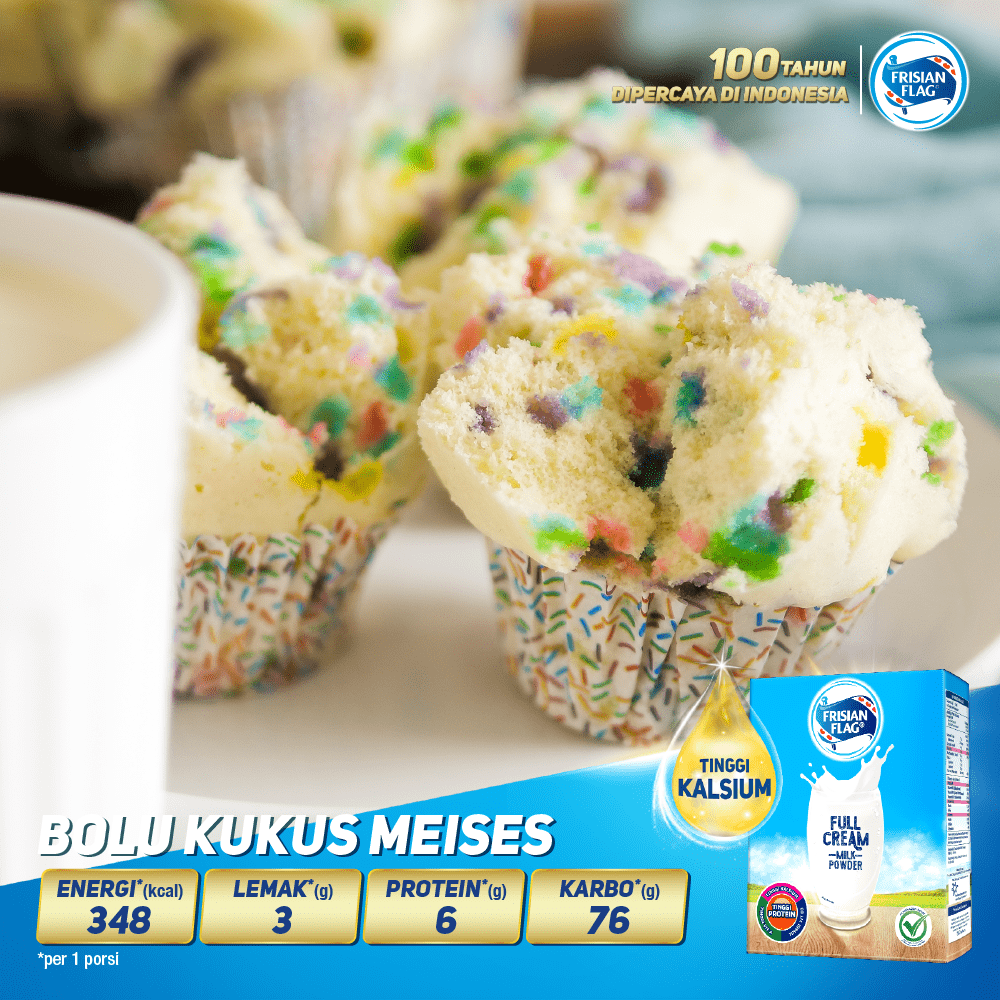 100 TAHUN
DIPERCAYA DI INDONESIA
FRISIAN
FLAG®
TINGGI
KALSIUM
FRISIAN
FLAG®
FULL
CREAM
MILK
POWDER
TINGGI
PROTEIN
BOLU KUKUS MEISES
ENERGI*(kcal)
348
LEMAK*(g)
3
PROTEIN*(g)
6
KARBO*(g)
76
*per 1 porsi